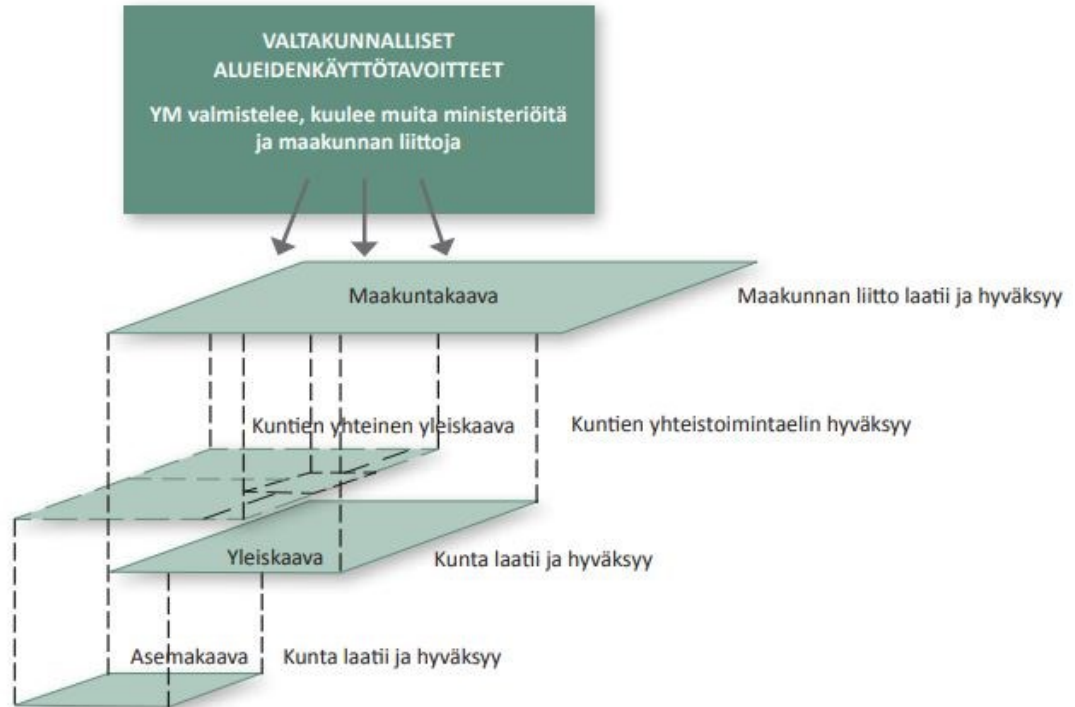 VALTAKUNNALLISET
ALUEIDENKÄYTTÖTAVOITTEET
YM valmistelee, kuulee muita ministeriöitä
ja maakunnan liittoja
Maakuntakaava
Maakunnan liitto laatii ja hyväksyy
Kuntien yhteinen yleiskaava
Kuntien yhteistoimintaelin hyväksyy
Yleiskaava
Kunta laatii ja hyväksyy
Asemakaava
Kunta laatii ja hyväksyy